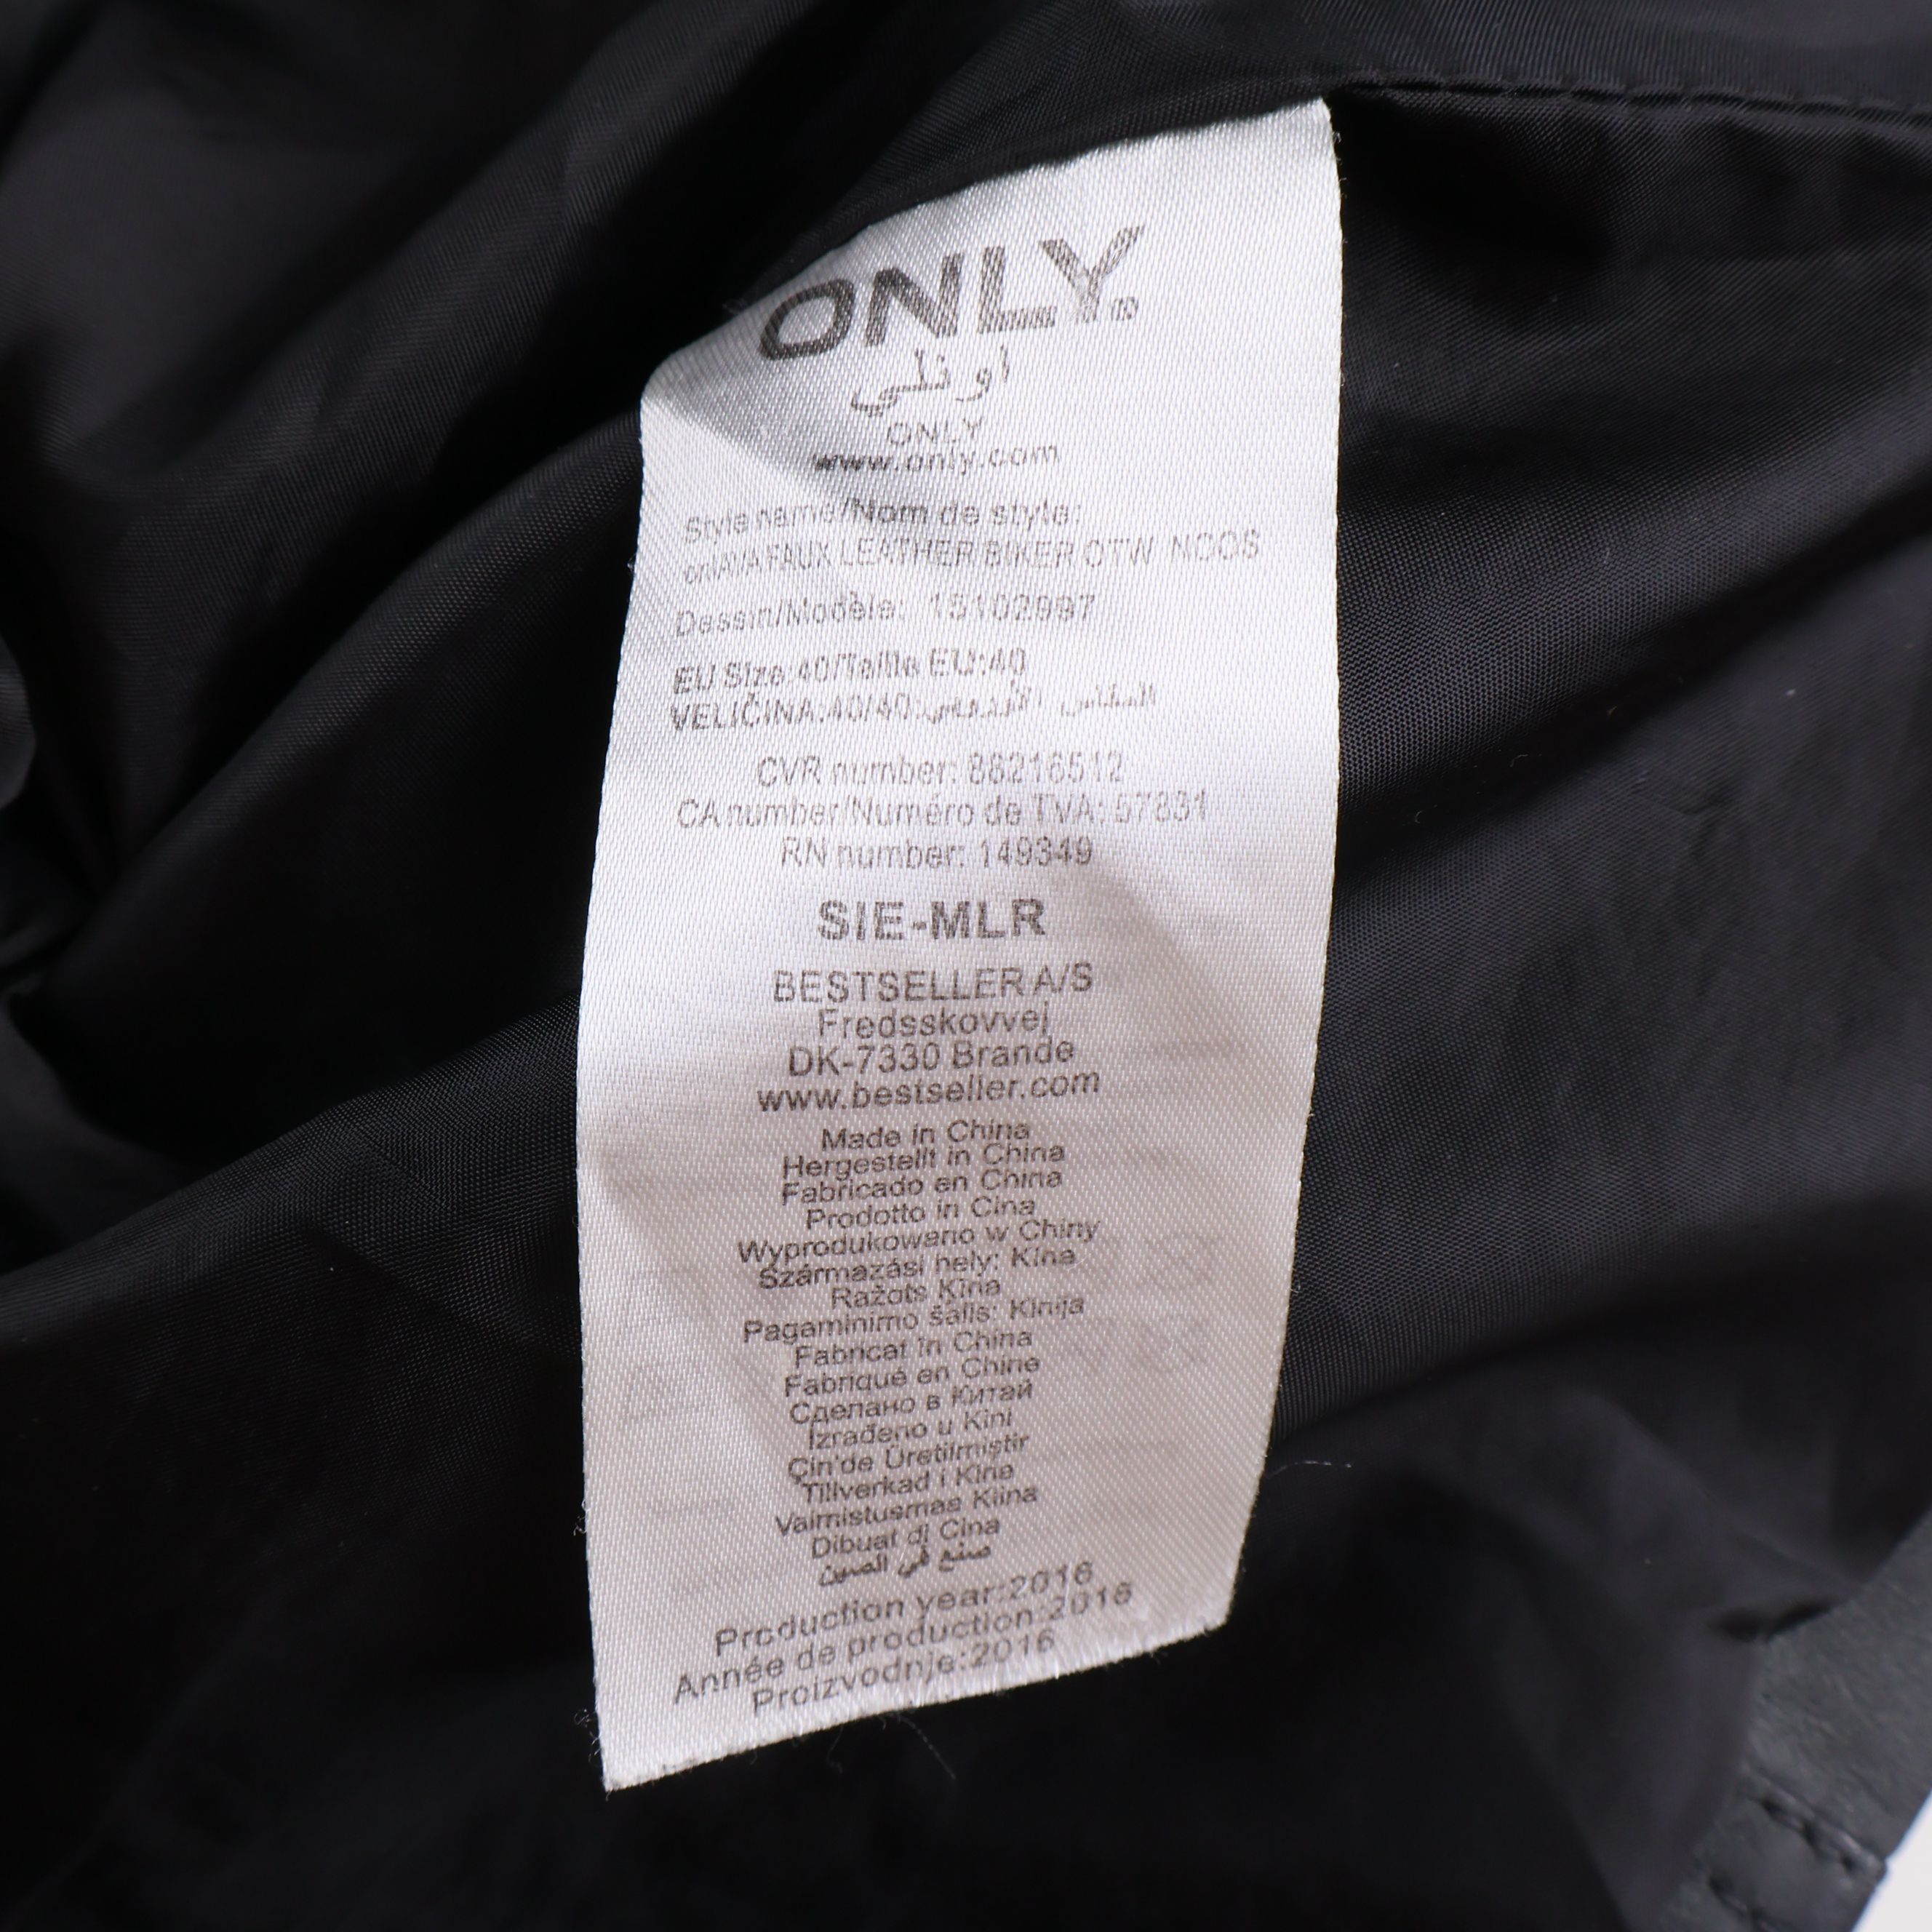 ONLY®
اونلي
ONLY
www.only.com
Style name/Nom de style:
onlAVA FAUX LEATHER BIKER OTW NOOS
Dessin/Modèle: 15102997
EU Size:40/Taille EU:40
VELIČINA:40/40:المقاس الأوروبي
CVR number: 88216512
CA number/Numéro de TVA: 57831
RN number: 149349
SIE-MLR
BESTSELLER A/S
Fredsskovvej
DK-7330 Brande
www.bestseller.com
Made in China
Hergestellt in China
Fabricado en China
Prodotto in Cina
Wyprodukowano w Chiny
Származási hely: Kína
Ražots Ķīna
Pagaminimo šalis: Kinija
Fabricat în China
Fabriqué en Chine
Сделано в Китай
Izrađeno u Kini
Çin'de Üretilmiştir
Tillverkad i Kina
Valmistusmaa Kiina
Dibuat di Cina
صنع في الصين
Production year:2016
Année de production:2016
Proizvodnje:2016